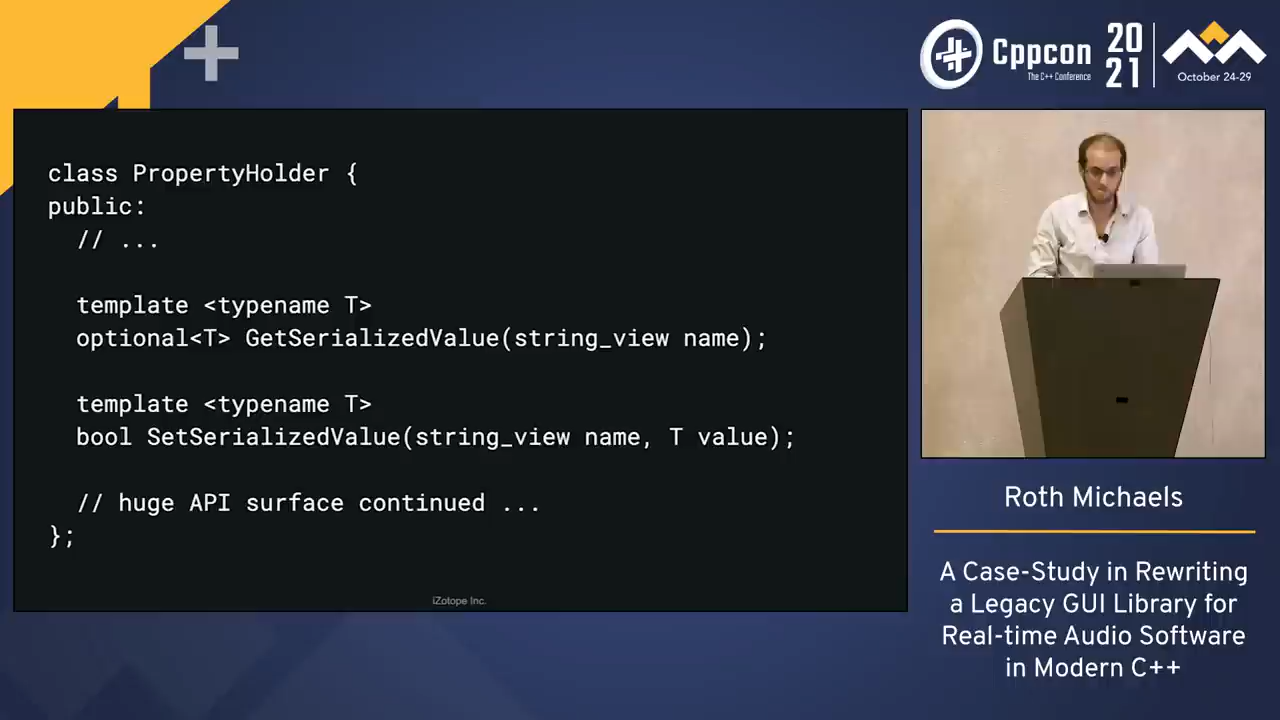 Cppcon
The C++ Conference
20
21
October 24-29
class PropertyHolder {
public:
// ...
template <typename T>
optional<T> GetSerializedValue(string_view name);
template <typename T>
bool SetSerializedValue(string_view name, T value);
// huge API surface continued ...
};
iZotope Inc.
Roth Michaels
A Case-Study in Rewriting
a Legacy GUI Library for
Real-time Audio Software
in Modern C++